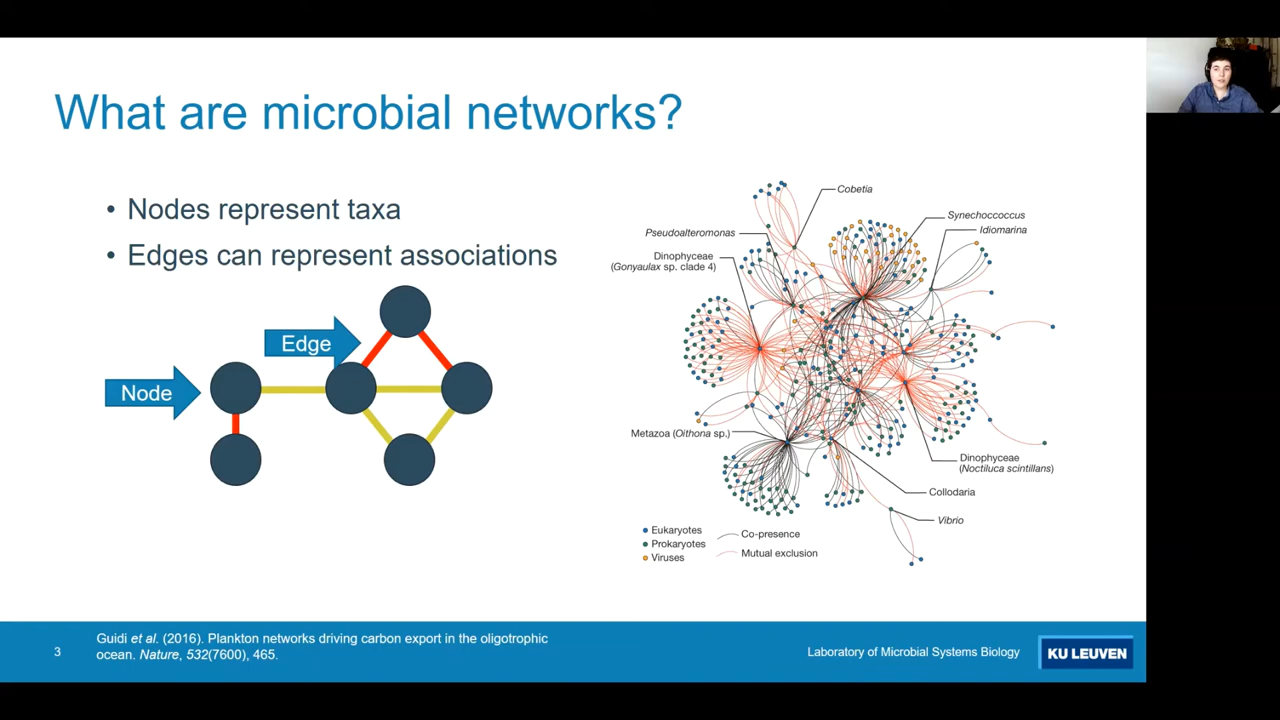 What are microbial networks?
• Nodes represent taxa
• Edges can represent associations
Edge
Node
Cobetia
Synechoccoccus
Idiomarina
Pseudoalteromonas
Dinophyceae
(Gonyaulax sp. clade 4)
Metazoa (Oithona sp.)
Dinophyceae
(Noctiluca scintillans)
Collodaria
Vibrio
Eukaryotes
Prokaryotes
Viruses
Co-presence
Mutual exclusion
3
Guidi et al. (2016). Plankton networks driving carbon export in the oligotrophic
ocean. Nature, 532(7600), 465.
Laboratory of Microbial Systems Biology
KU LEUVEN